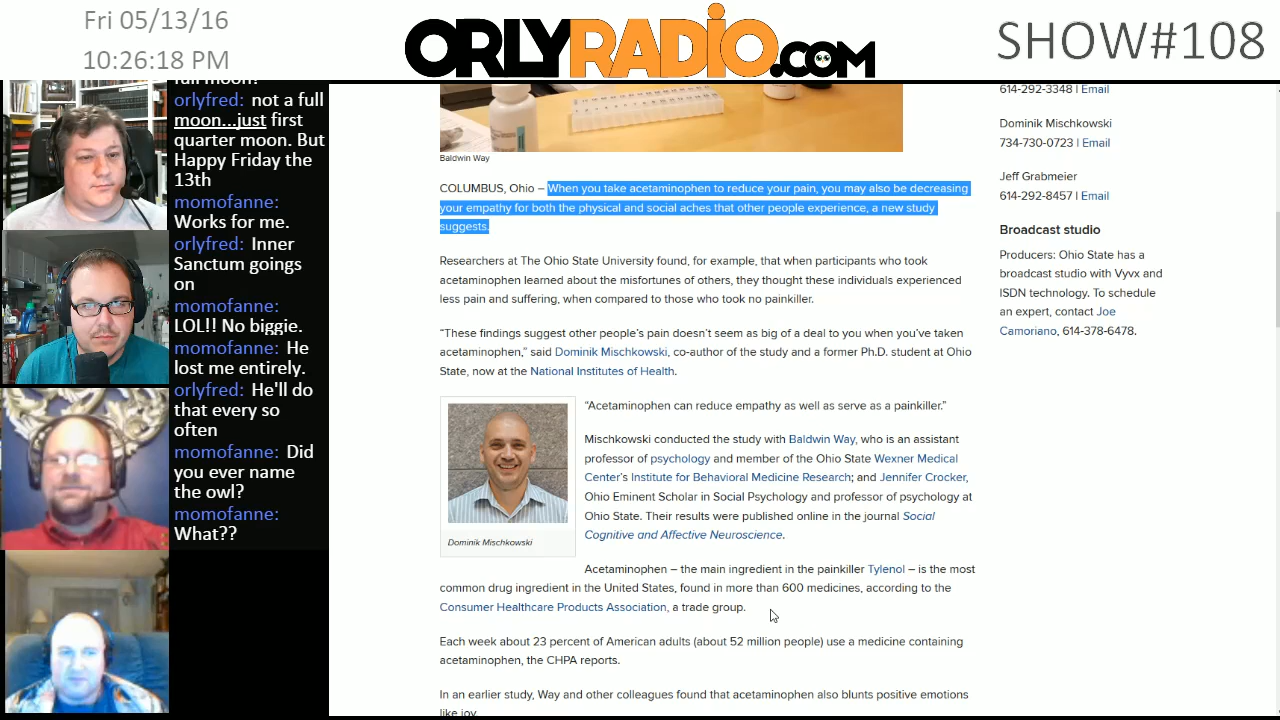 Fri 05/13/16
10:26:18 PM
ORLYRADIO.COM
SHOW#108
full moon?
orlyfred: not a full
moon...just first
quarter moon. But
Happy Friday the
13th
momofanne:
Works for me.
orlyfred: Inner
Sanctum goings
on
momofanne:
LOL!! No biggie.
momofanne: He
lost me entirely.
orlyfred: He'll do
that every so
often
momofanne: Did
you ever name
the owl?
momofanne:
What??
Baldwin Way
COLUMBUS, Ohio – When you take acetaminophen to reduce your pain, you may also be decreasing
your empathy for both the physical and social aches that other people experience, a new study
suggests.
Researchers at The Ohio State University found, for example, that when participants who took
acetaminophen learned about the misfortunes of others, they thought these individuals experienced
less pain and suffering, when compared to those who took no painkiller.
“These findings suggest other people’s pain doesn’t seem as big of a deal to you when you’ve taken
acetaminophen,” said Dominik Mischkowski, co-author of the study and a former Ph.D. student at Ohio
State, now at the National Institutes of Health.
“Acetaminophen can reduce empathy as well as serve as a painkiller.”
Mischkowski conducted the study with Baldwin Way, who is an assistant
professor of psychology and member of the Ohio State Wexner Medical
Center’s Institute for Behavioral Medicine Research; and Jennifer Crocker,
Ohio Eminent Scholar in Social Psychology and professor of psychology at
Ohio State. Their results were published online in the journal Social
Cognitive and Affective Neuroscience.
Dominik Mischkowski
Acetaminophen – the main ingredient in the painkiller Tylenol – is the most
common drug ingredient in the United States, found in more than 600 medicines, according to the
Consumer Healthcare Products Association, a trade group.
Each week about 23 percent of American adults (about 52 million people) use a medicine containing
acetaminophen, the CHPA reports.
In an earlier study, Way and other colleagues found that acetaminophen also blunts positive emotions
like joy.
614-292-3348 | Email
Dominik Mischkowski
734-730-0723 | Email
Jeff Grabmeier
614-292-8457 | Email
Broadcast studio
Producers: Ohio State has a
broadcast studio with Vyvx and
ISDN technology. To schedule
an expert, contact Joe
Camoriano, 614-378-6478.